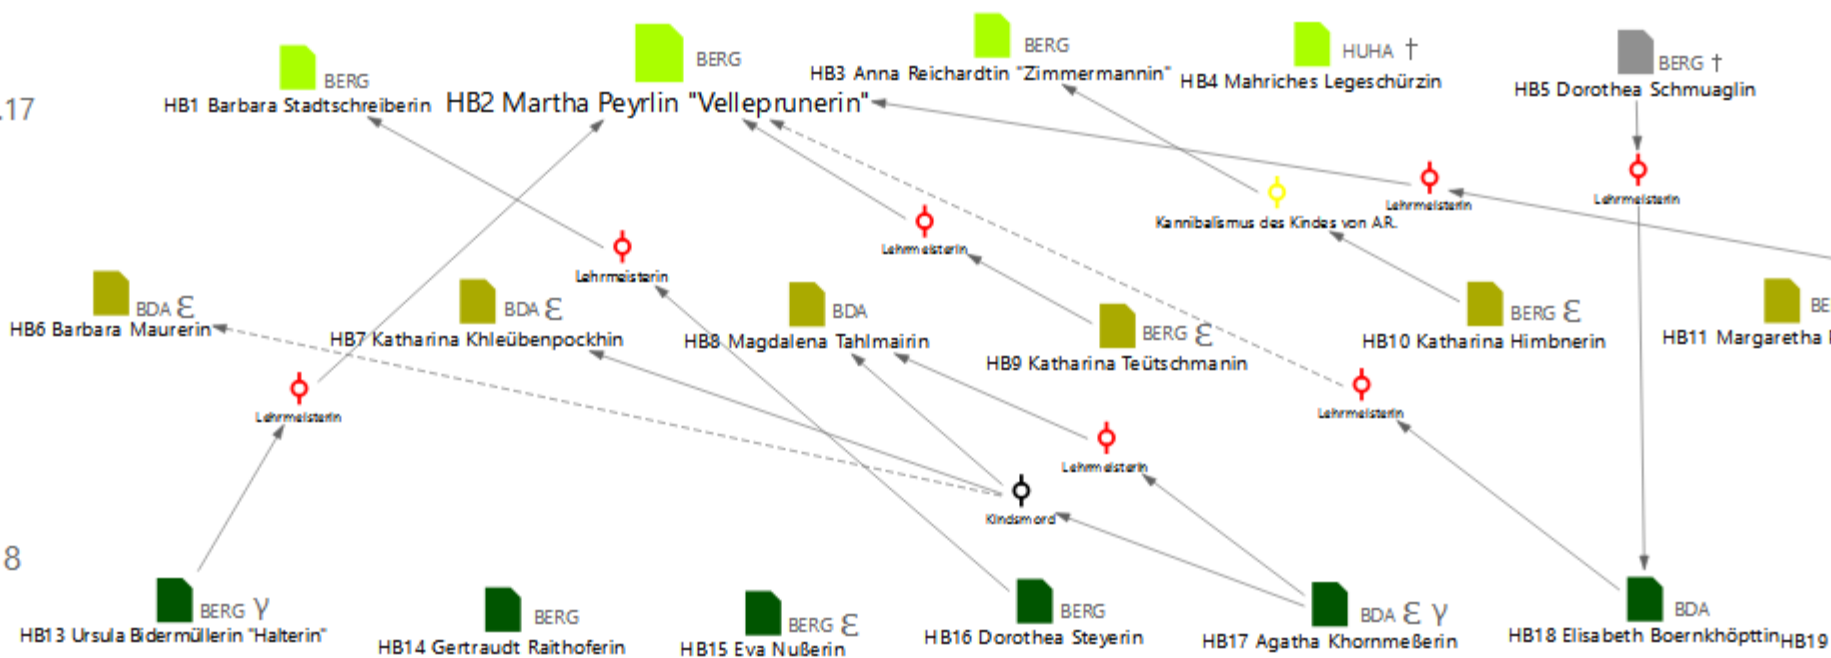 BERG
HB1 Barbara Stadtschreiberin
BERG
HB2 Martha Peyrlin "Velleprunerin"
BERG
HB3 Anna Reichardtin "Zimmermannin"
HUHA †
HB4 Mahriches Legeschürzin
BERG †
HB5 Dorothea Schmuaglin
.17
Lehrmeisterin
Lehrmeisterin
Kannibalismus des Kindes von A.R.
Lehrmeisterin
Lehrmeisterin
BDA Ɛ
HB6 Barbara Maurerin
BDA Ɛ
HB7 Katharina Khleübenpockhin
BDA
HB8 Magdalena Tahlmairin
BERG Ɛ
HB9 Katharina Teütschmanin
BERG Ɛ
HB10 Katharina Himbnerin
BE
HB11 Margaretha
Lehrmeisterin
Lehrmeisterin
Lehrmeisterin
Kindsmord
8
BERG γ
HB13 Ursula Bidermüllerin "Halterin"
BERG
HB14 Gertraudt Raithoferin
BERG Ɛ
HB15 Eva Nußerin
BERG
HB16 Dorothea Steyerin
BDA Ɛ γ
HB17 Agatha Khornmeßerin
BDA
HB18 Elisabeth Boernkhöpttin
HB19